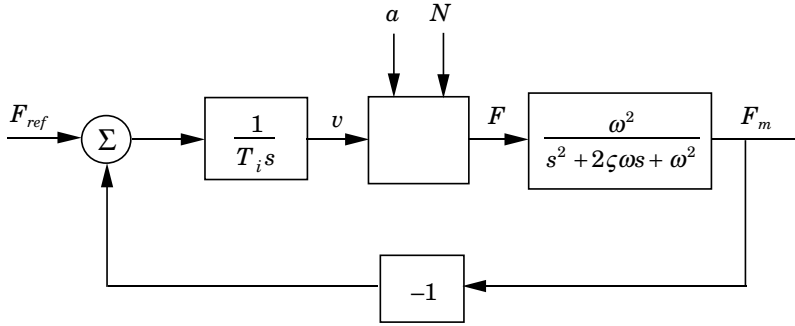 a N
F_ref Σ 1/(T_i s) v F ω²/(s² + 2ςωs + ω²) F_m
−1